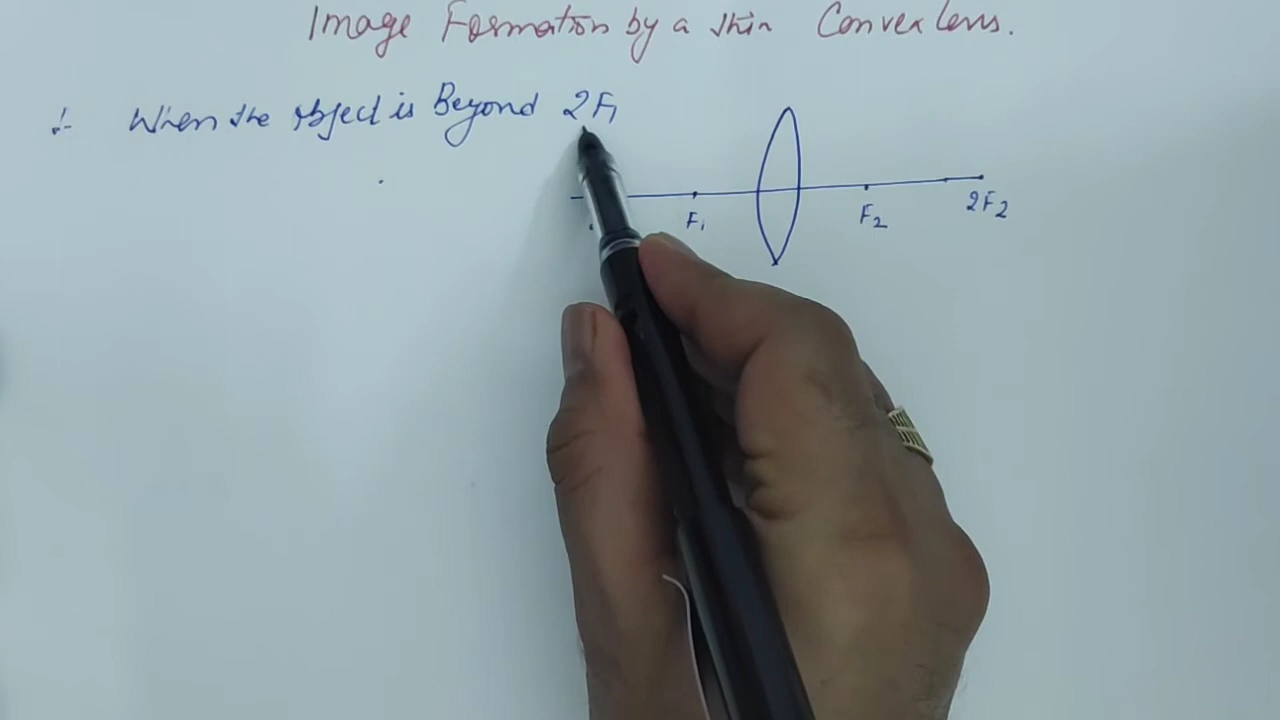 Image Formation by a thin Convex Lens.
1:- When the object is Beyond 2F1
F1
F2
2F2